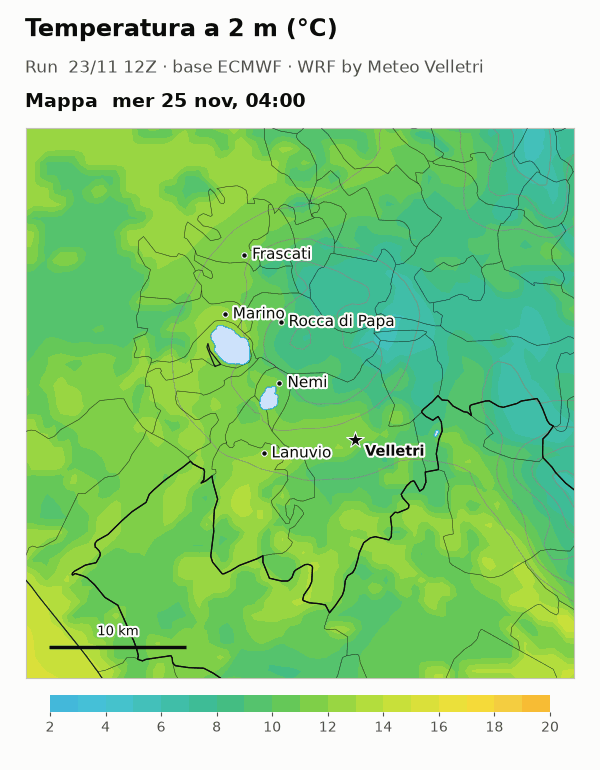 Temperatura a 2 m (°C)
Run  23/11 12Z · base ECMWF · WRF by Meteo Velletri
Mappa  mer 25 nov, 04:00
Frascati
Marino
Rocca di Papa
Nemi
Velletri
Lanuvio
10 km
2 4 6 8 10 12 14 16 18 20